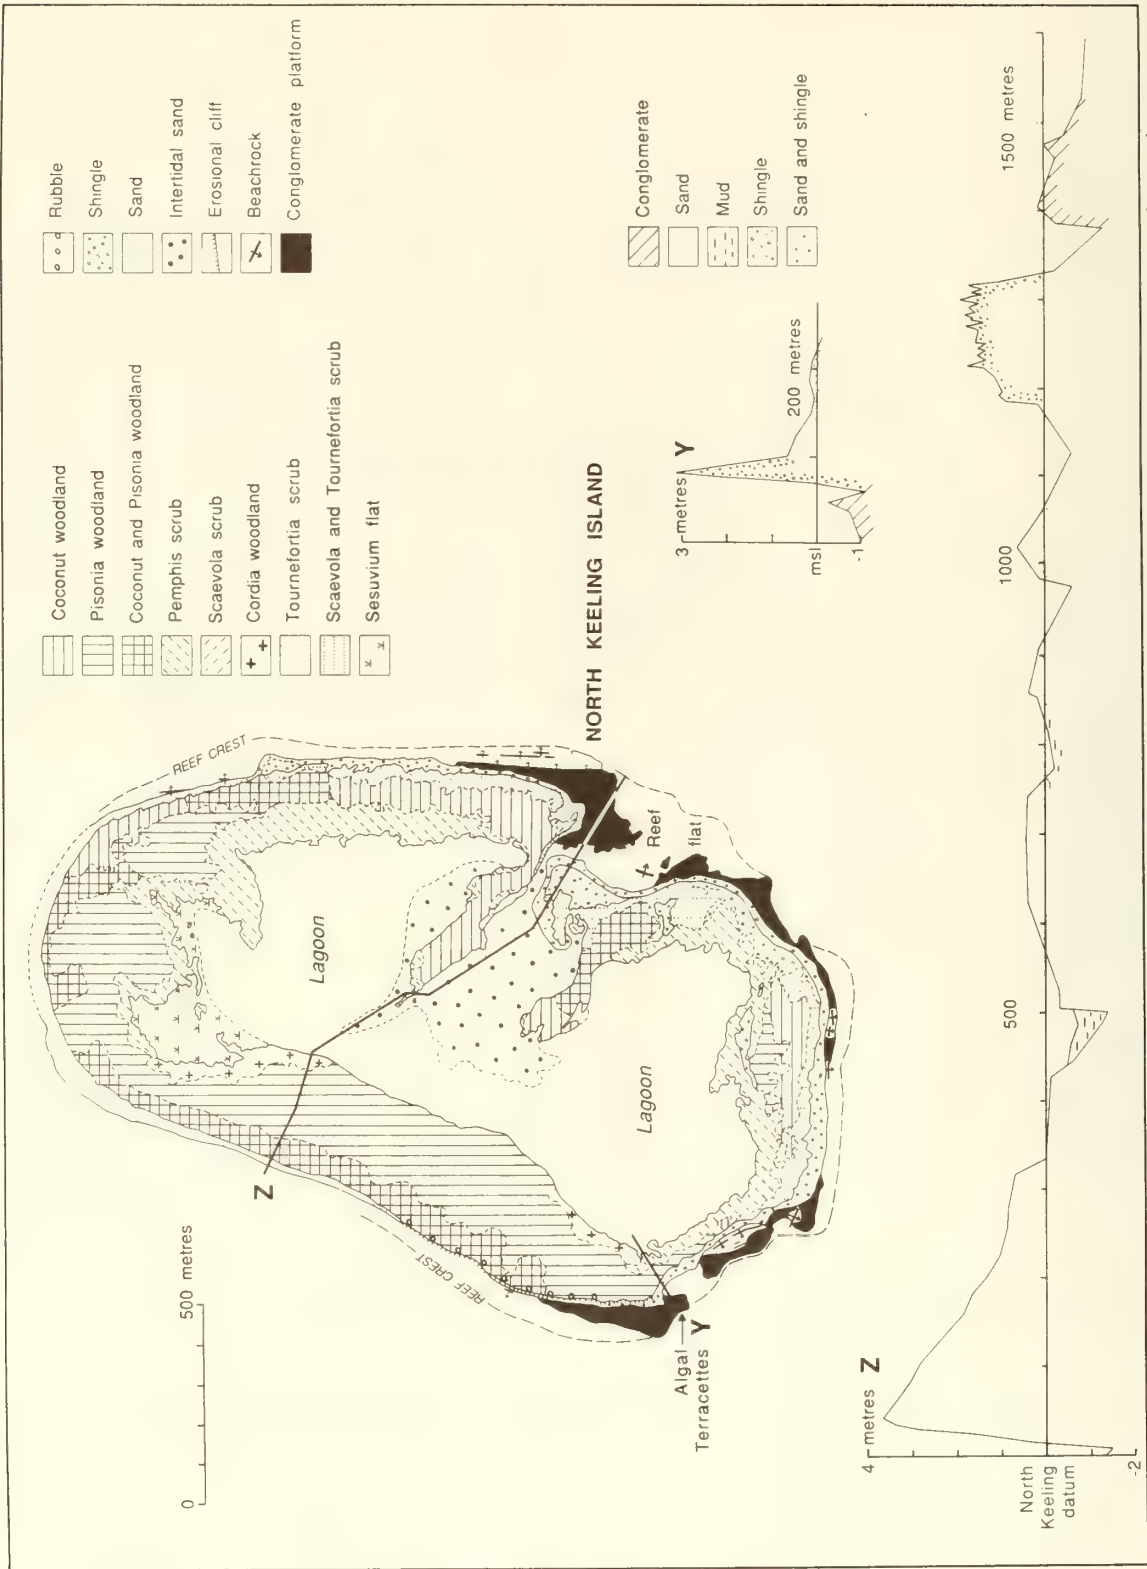 Coconut woodland
Pisonia woodland
Coconut and Pisonia woodland
Pemphis scrub
Scaevola scrub
Cordia woodland
Tournefortia scrub
Scaevola and Tournefortia scrub
Sesuvium flat
Rubble
Shingle
Sand
Intertidal sand
Erosional cliff
Beachrock
Conglomerate platform
0
500 metres
REEF CREST
Z
Lagoon
Lagoon
REEF CREST
Reef
flat
Algal
Terracettes
Y
NORTH KEELING ISLAND
3
metres
Y
msl
-1
200 metres
Conglomerate
Sand
Mud
Shingle
Sand and shingle
4
metres
Z
North
Keeling
datum
-2
500
1000
1500 metres